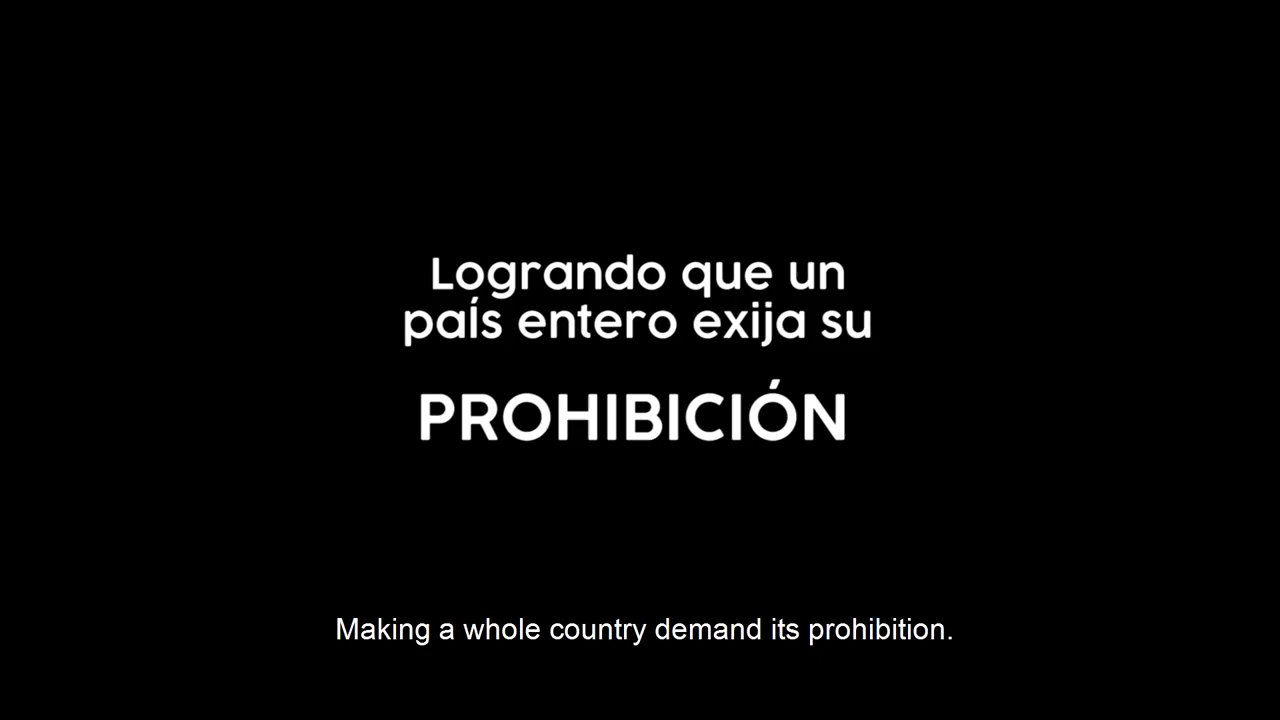 Logrando que un
país entero exija su
PROHIBICIÓN
Making a whole country demand its prohibition.